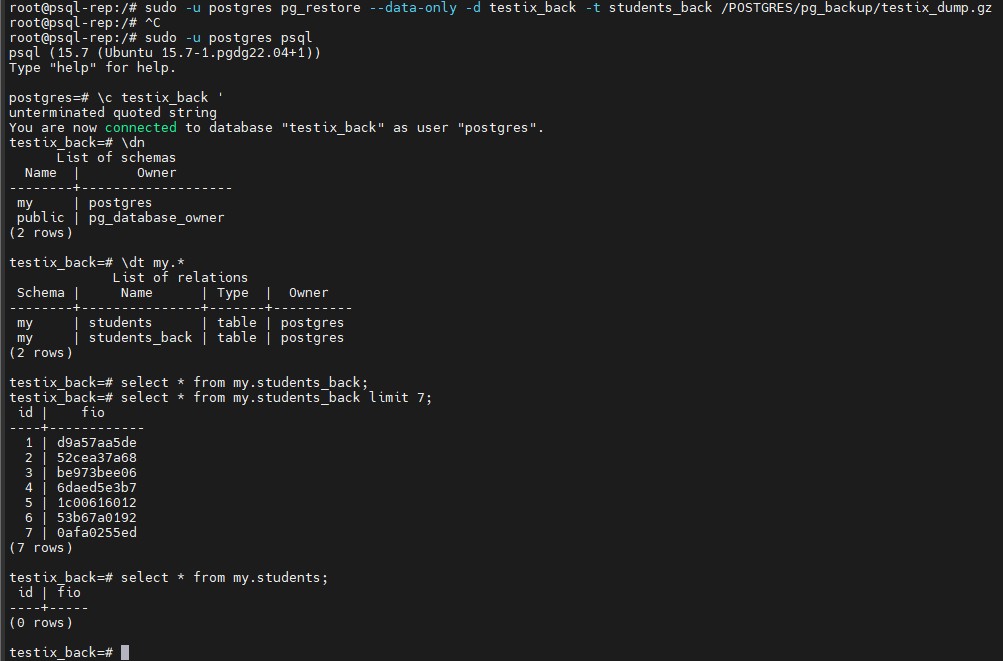 root@psql-rep:/# sudo -u postgres pg_restore --data-only -d testix_back -t students_back /POSTGRES/pg_backup/testix_dump.gz
root@psql-rep:/# ^C
root@psql-rep:/# sudo -u postgres psql
psql (15.7 (Ubuntu 15.7-1.pgdg22.04+1))
Type "help" for help.

postgres=# \c testix_back '
unterminated quoted string
You are now connected to database "testix_back" as user "postgres".
testix_back=# \dn
      List of schemas
  Name  |       Owner
--------+-------------------
 my     | postgres
 public | pg_database_owner
(2 rows)

testix_back=# \dt my.*
             List of relations
 Schema |     Name      | Type  |  Owner
--------+---------------+-------+----------
 my     | students      | table | postgres
 my     | students_back | table | postgres
(2 rows)

testix_back=# select * from my.students_back;
testix_back=# select * from my.students_back limit 7;
 id |    fio
----+------------
  1 | d9a57aa5de
  2 | 52cea37a68
  3 | be973bee06
  4 | 6daed5e3b7
  5 | 1c00616012
  6 | 53b67a0192
  7 | 0afa0255ed
(7 rows)

testix_back=# select * from my.students;
 id | fio
----+-----
(0 rows)

testix_back=#